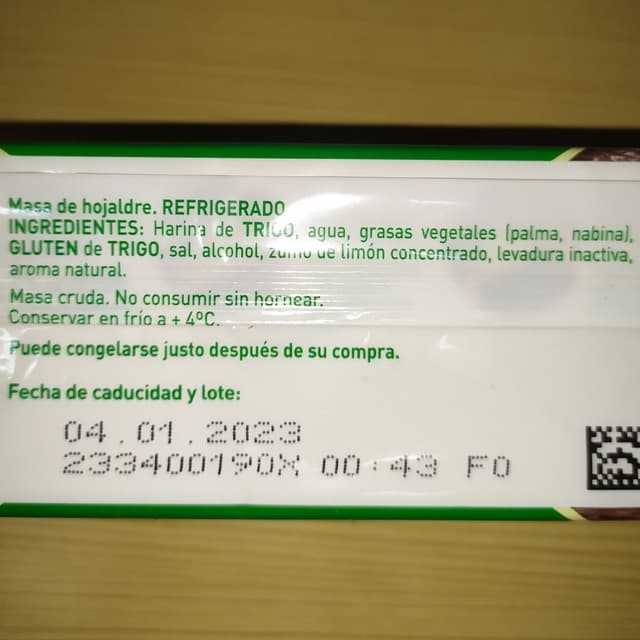 Masa de hojaldre. REFRIGERADO
INGREDIENTES: Harina de TRIGO, agua, grasas vegetales (palma, nabina),
GLUTEN de TRIGO, sal, alcohol, zumo de limón concentrado, levadura inactiva,
aroma natural.
Masa cruda. No consumir sin hornear.
Conservar en frío a + 4ºC.
Puede congelarse justo después de su compra.
Fecha de caducidad y lote:
04.01.2023
233400190X 00:43 F0